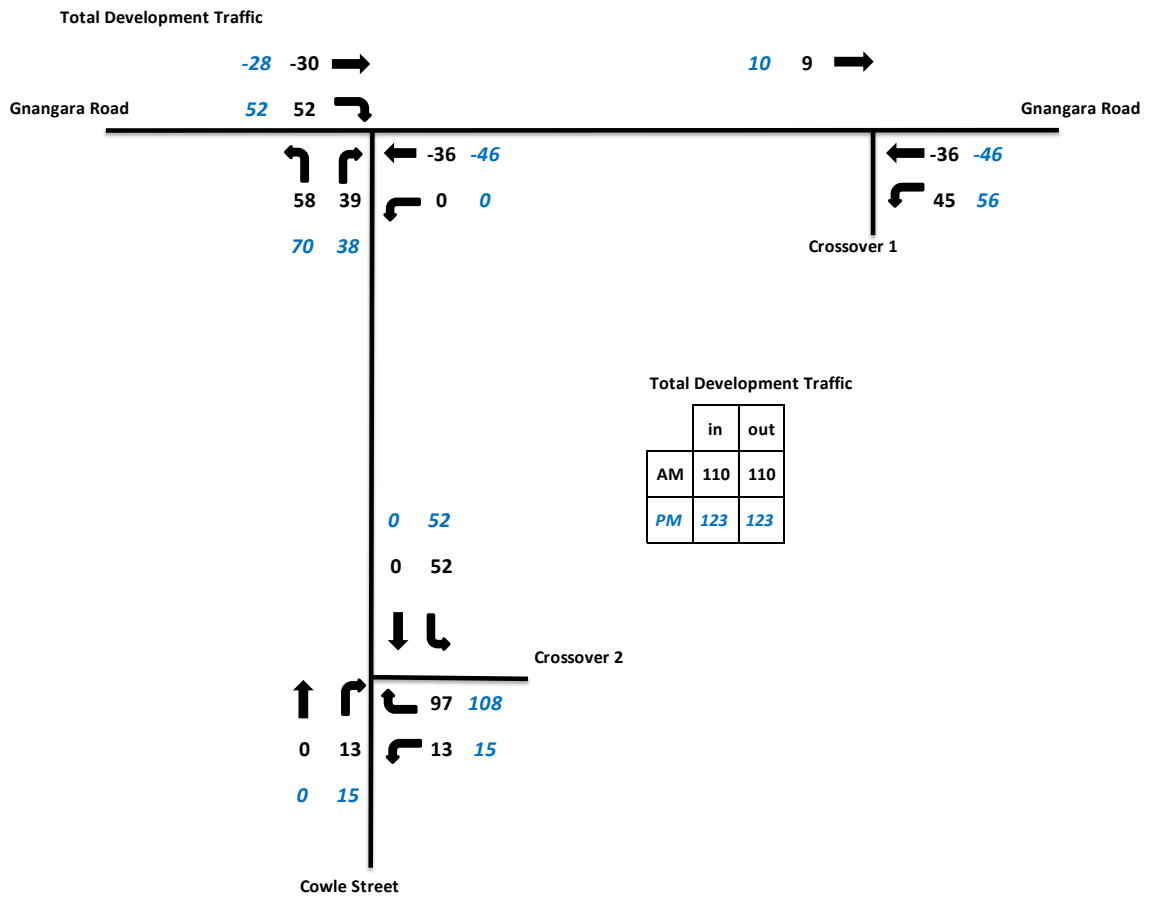 Total Development Traffic
-28 -30
10 9
52 52
Gnangara Road
Gnangara Road
-36 -46
-36 -46
58 39
0 0
45 56
70 38
Crossover 1
Total Development Traffic
in out
AM 110 110
PM 123 123
0 52
0 52
Crossover 2
97 108
0 13
13 15
0 15
Cowle Street